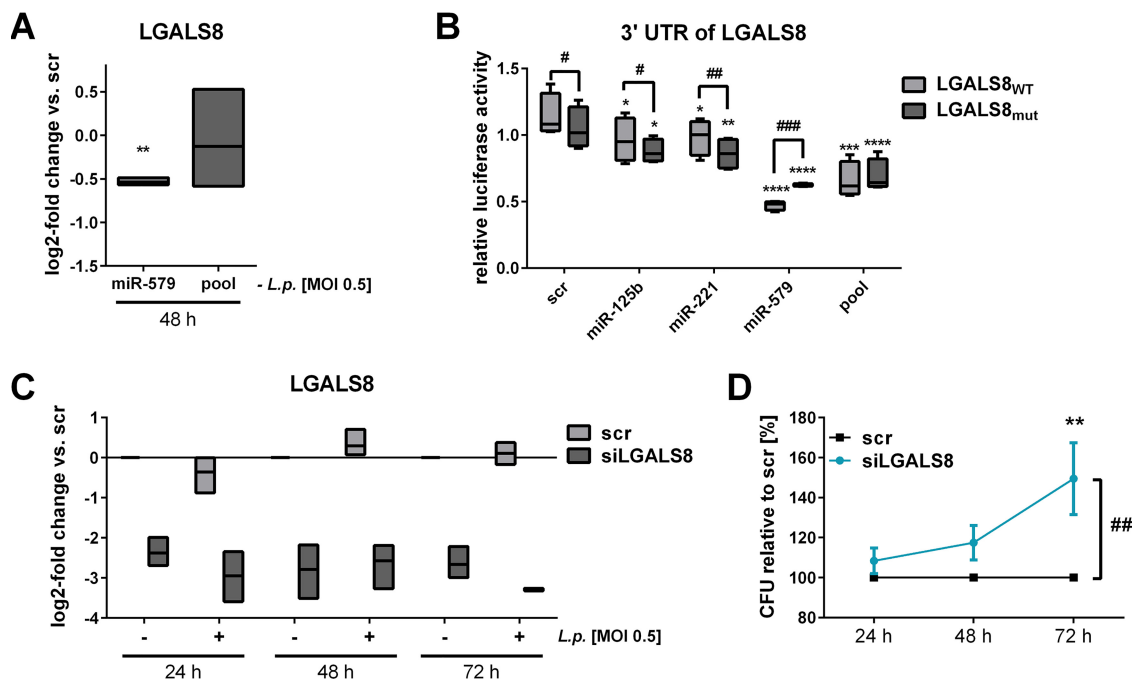 A
LGALS8
log2-fold change vs. scr
0.5
0.0
-0.5
-1.0
-1.5
**
miR-579 pool - L.p. [MOI 0.5]
48 h
B
3' UTR of LGALS8
relative luciferase activity
1.5
1.0
0.5
0.0
# # ## ###
* * * ** **** **** *** ****
scr miR-125b miR-221 miR-579 pool
LGALS8WT
LGALS8mut
C
LGALS8
log2-fold change vs. scr
1
0
-1
-2
-3
-4
- + - + - + L.p. [MOI 0.5]
24 h 48 h 72 h
scr
siLGALS8
D
CFU relative to scr [%]
180
160
140
120
100
80
scr
siLGALS8
**
##
24 h 48 h 72 h